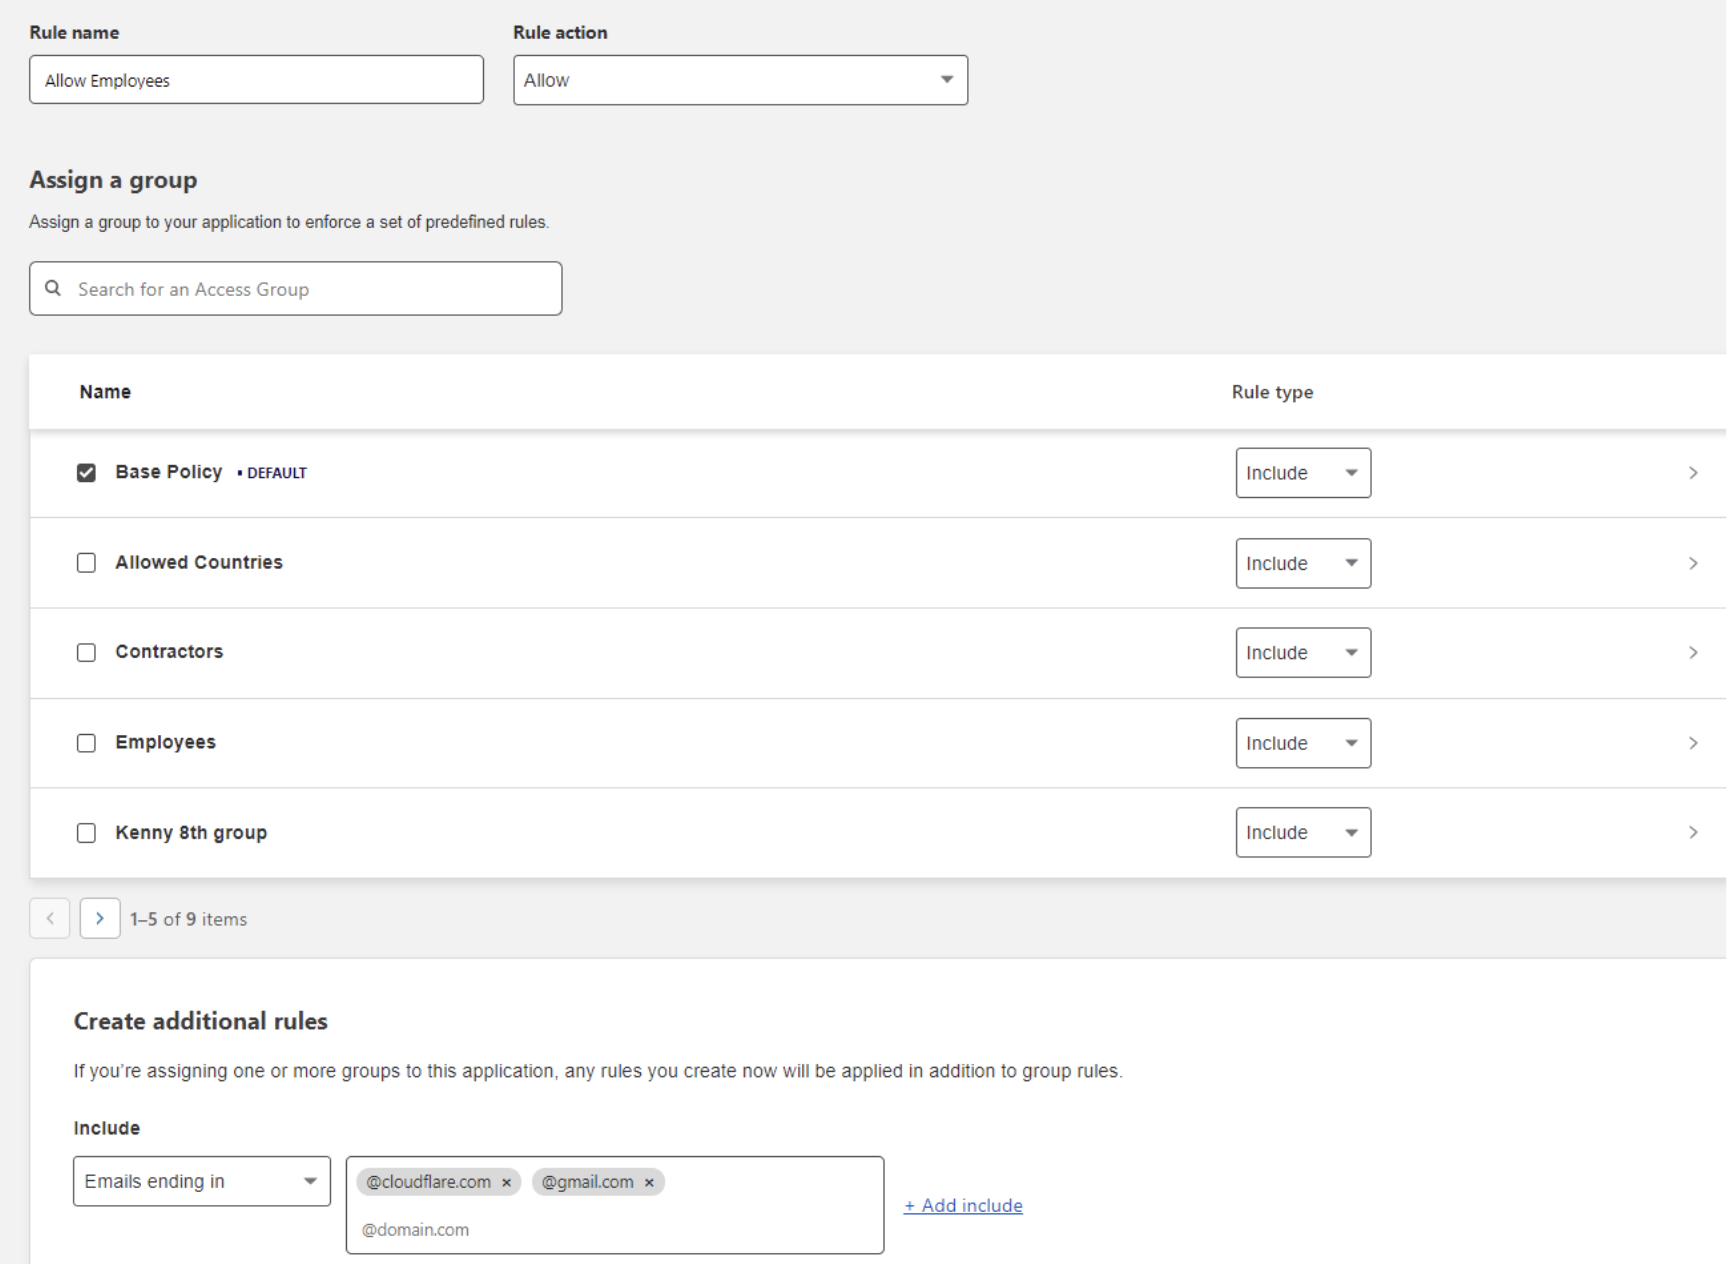 Rule name
Rule action
Allow Employees
Allow
Assign a group
Assign a group to your application to enforce a set of predefined rules.
Search for an Access Group
Name
Rule type
Base Policy • DEFAULT
Include
Allowed Countries
Include
Contractors
Include
Employees
Include
Kenny 8th group
Include
1–5 of 9 items
Create additional rules
If you’re assigning one or more groups to this application, any rules you create now will be applied in addition to group rules.
Include
Emails ending in
@cloudflare.com × @gmail.com ×
@domain.com
+ Add include